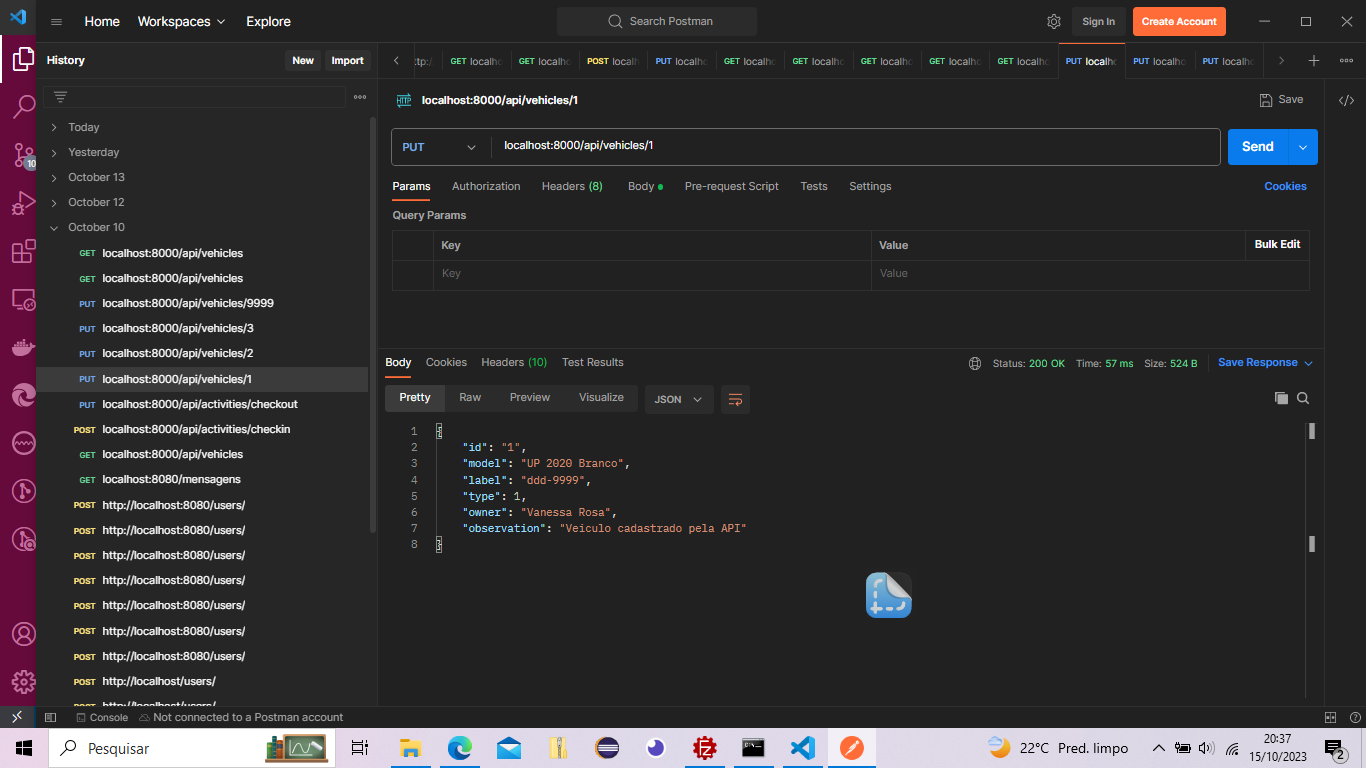 Home Workspaces Explore Search Postman Sign In Create Account
History New Import
GET localho GET localho POST localh PUT localho GET localho GET localho GET localho GET localho GET localho PUT localho PUT localho PUT localho
HTTP localhost:8000/api/vehicles/1 Save
Today
Yesterday
October 13
October 12
October 10
GET localhost:8000/api/vehicles
GET localhost:8000/api/vehicles
PUT localhost:8000/api/vehicles/9999
PUT localhost:8000/api/vehicles/3
PUT localhost:8000/api/vehicles/2
PUT localhost:8000/api/vehicles/1
PUT localhost:8000/api/activities/checkout
POST localhost:8000/api/activities/checkin
GET localhost:8000/api/vehicles
GET localhost:8080/mensagens
POST http://localhost:8080/users/
POST http://localhost:8080/users/
POST http://localhost:8080/users/
POST http://localhost:8080/users/
POST http://localhost:8080/users/
POST http://localhost:8080/users/
POST http://localhost:8080/users/
POST http://localhost/users/
10
PUT localhost:8000/api/vehicles/1 Send
Params Authorization Headers (8) Body Pre-request Script Tests Settings Cookies
Query Params
Key Value Bulk Edit
Key Value
Body Cookies Headers (10) Test Results Status: 200 OK Time: 57 ms Size: 524 B Save Response
Pretty Raw Preview Visualize JSON
1 {
2 "id": "1",
3 "model": "UP 2020 Branco",
4 "label": "ddd-9999",
5 "type": 1,
6 "owner": "Vanessa Rosa",
7 "observation": "Veiculo cadastrado pela API"
8 }
Console Not connected to a Postman account
Pesquisar 22°C Pred. limpo 20:37
15/10/2023 2